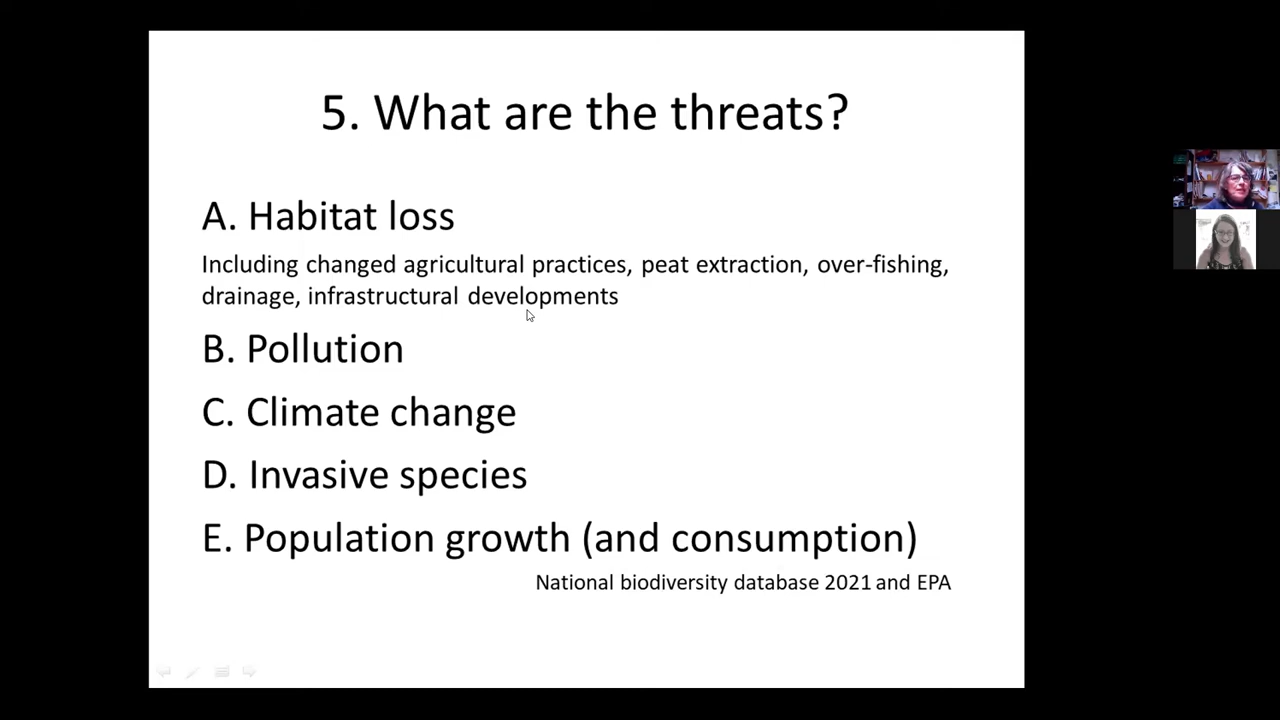 5. What are the threats?
A. Habitat loss
Including changed agricultural practices, peat extraction, over-fishing,
drainage, infrastructural developments
B. Pollution
C. Climate change
D. Invasive species
E. Population growth (and consumption)
National biodiversity database 2021 and EPA